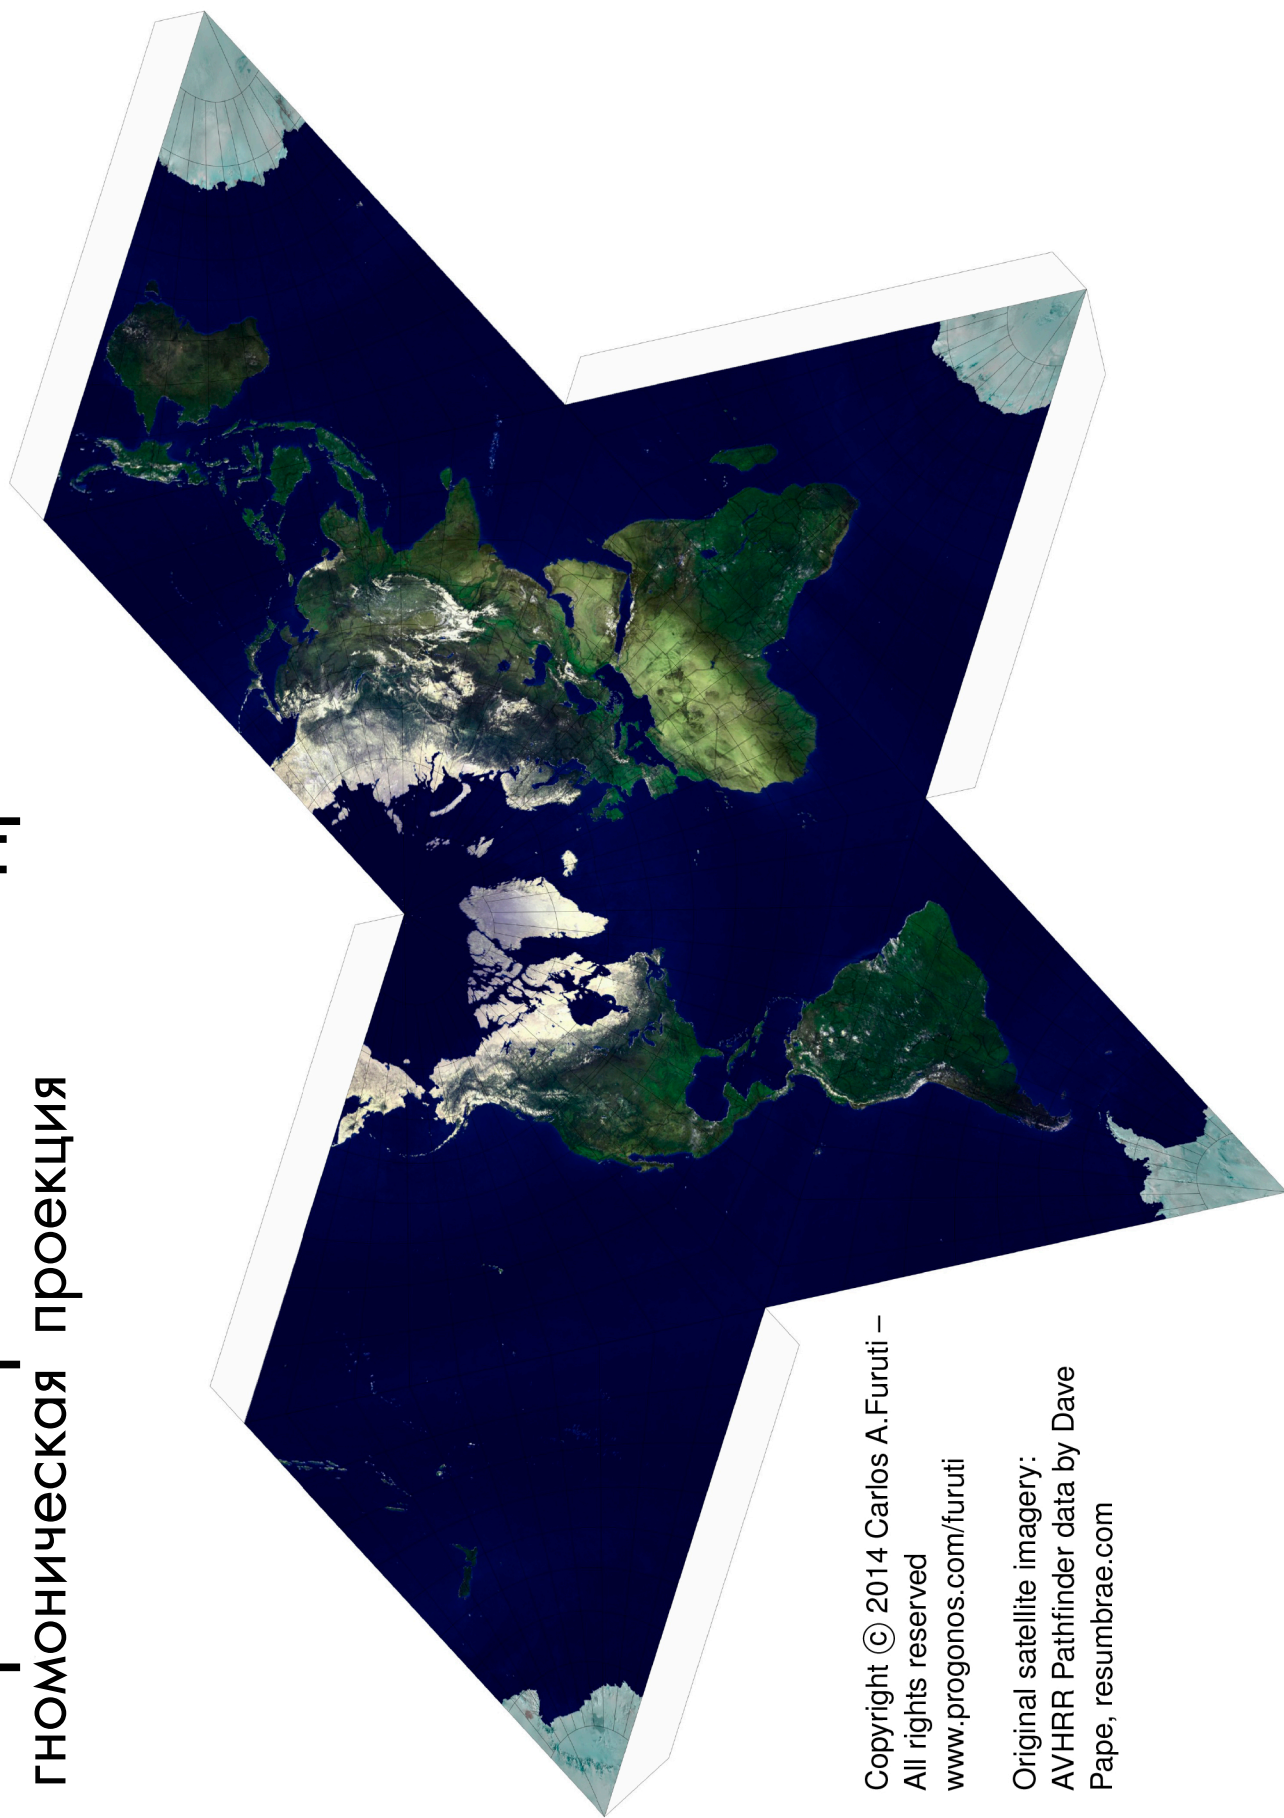 гномоническая проекция
Copyright © 2014 Carlos A.Furuti –
All rights reserved
www.progonos.com/furuti
Original satellite imagery:
AVHRR Pathfinder data by Dave
Pape, resumbrae.com